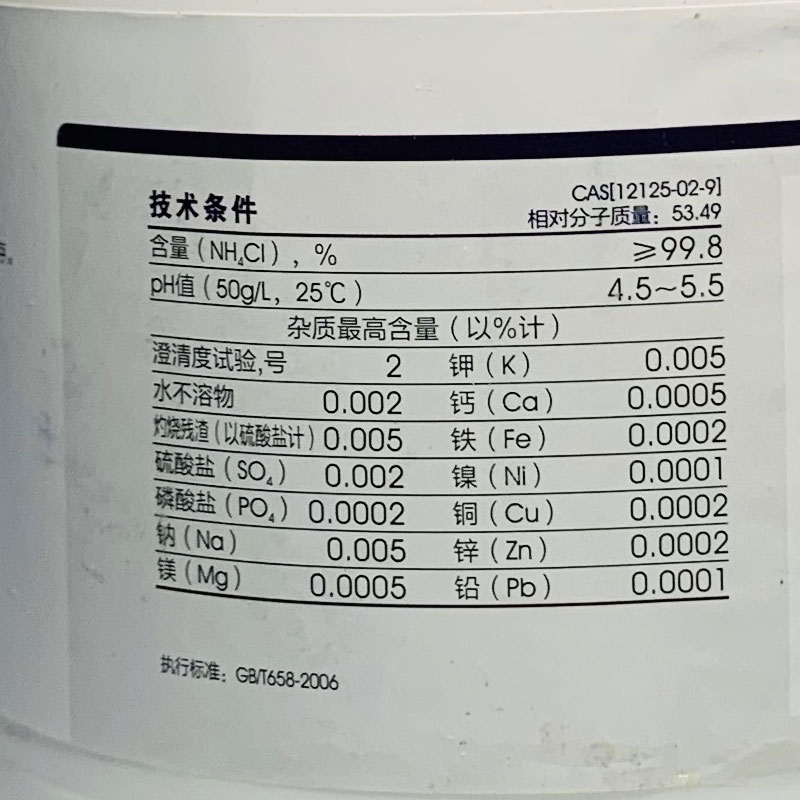 CAS[12125-02-9]
技术条件 相对分子质量：53.49
含量（NH₄Cl），% ≥99.8
pH值（50g/L，25℃） 4.5~5.5
杂质最高含量（以%计）
澄清度试验,号 2 钾（K） 0.005
水不溶物 0.002 钙（Ca） 0.0005
灼烧残渣（以硫酸盐计）0.005 铁（Fe） 0.0002
硫酸盐（SO₄） 0.002 镍（Ni） 0.0001
磷酸盐（PO₄） 0.0002 铜（Cu） 0.0002
钠（Na） 0.005 锌（Zn） 0.0002
镁（Mg） 0.0005 铅（Pb） 0.0001
执行标准：GB/T658-2006